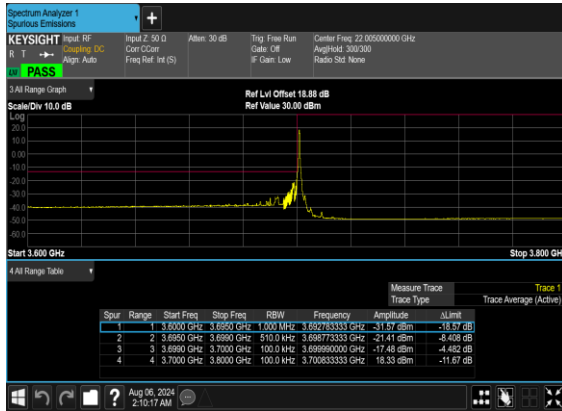 Spectrum Analyzer 1
Spurious Emissions
+
KEYSIGHT Input: RF Input Z: 50 Ω Atten: 30 dB Trig: Free Run Center Freq: 22.005000000 GHz
R T Coupling: DC Corr CCorr Gate: Off Avg|Hold: 300/300
Align: Auto Freq Ref: Int (S) IF Gain: Low Radio Std: None
PASS
3 All Range Graph
Ref Lvl Offset 18.88 dB
Scale/Div 10.0 dB Ref Value 30.00 dBm
Log
20.0
10.0
0.00
-10.0
-20.0
-30.0
-40.0
-50.0
-60.0
Start 3.600 GHz Stop 3.800 GH
4 All Range Table
Measure Trace Trace 1
Trace Type Trace Average (Active)
Spur Range Start Freq Stop Freq RBW Frequency Amplitude ΔLimit
1 1 3.6000 GHz 3.6950 GHz 1.000 MHz 3.692783333 GHz -31.57 dBm -18.57 dB
2 2 3.6950 GHz 3.6990 GHz 510.0 kHz 3.698773333 GHz -21.41 dBm -8.408 dB
3 3 3.6990 GHz 3.7000 GHz 100.0 kHz 3.699990000 GHz -17.48 dBm -4.482 dB
4 4 3.7000 GHz 3.8000 GHz 100.0 kHz 3.700833333 GHz 18.33 dBm -11.67 dB
? Aug 06, 2024
2:10:17 AM